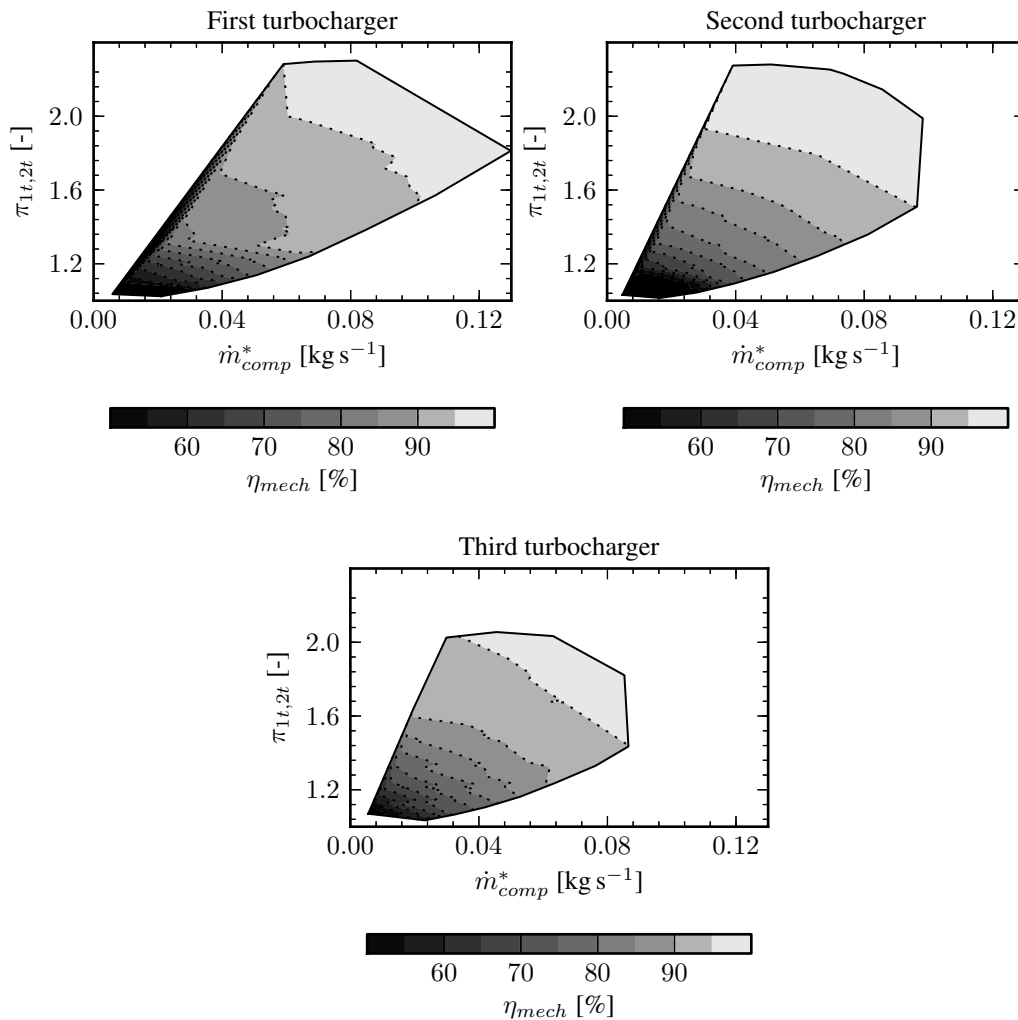 First turbocharger
Second turbocharger
π1t,2t [-]
2.0
1.6
1.2
0.00 0.04 0.08 0.12
ṁ*comp [kg s−1]
60 70 80 90
ηmech [%]
π1t,2t [-]
2.0
1.6
1.2
0.00 0.04 0.08 0.12
ṁ*comp [kg s−1]
60 70 80 90
ηmech [%]
Third turbocharger
π1t,2t [-]
2.0
1.6
1.2
0.00 0.04 0.08 0.12
ṁ*comp [kg s−1]
60 70 80 90
ηmech [%]